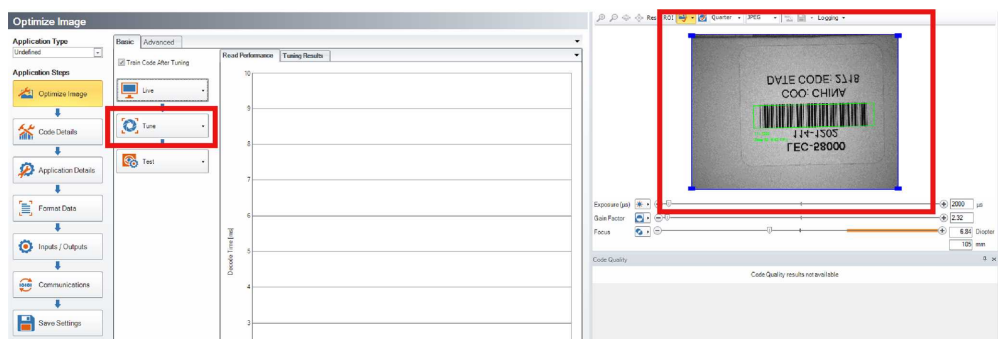 Optimize Image
Application Type
Undefined
Application Steps
Optimize Image
Code Details
Application Details
Format Data
Inputs / Outputs
Communications
Save Settings
Basic Advanced
Train Code After Tuning
Live
Tune
Test
Read Performance Tuning Results
Decode Time [ms]
10
9
8
7
6
5
4
3
ROI Quarter JPEG Logging
DATE CODE: 2718
COO: CHINA
114-1202
LEC-58000
Exposure (µs) 2000 µs
Gain Factor 2.32
Focus 6.84 Diopter
105 mm
Code Quality
Code Quality results not available